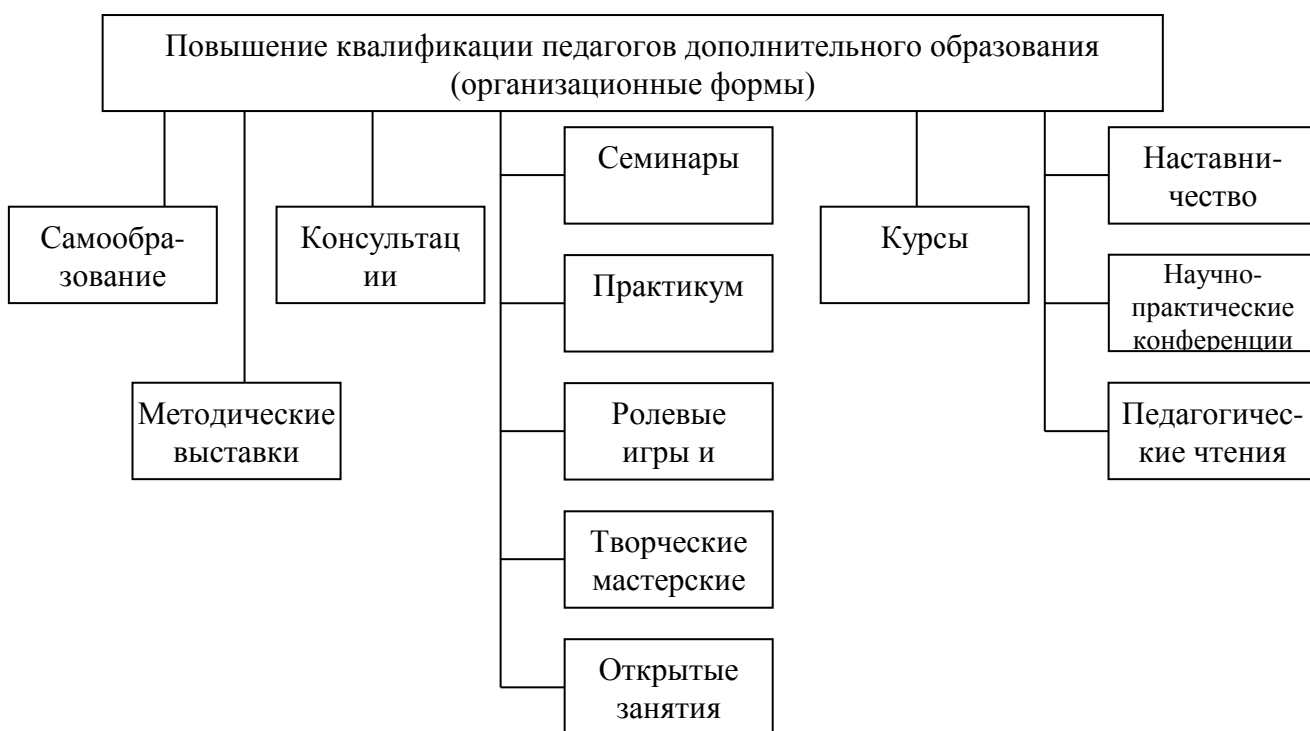 Повышение квалификации педагогов дополнительного образования
(организационные формы)
Самообра-
зование
Методические
выставки
Консультац
ии
Семинары
Практикум
Ролевые
игры и
Творческие
мастерские
Открытые
занятия
Курсы
Наставни-
чество
Научно-
практические
конференции
Педагогичес-
кие чтения